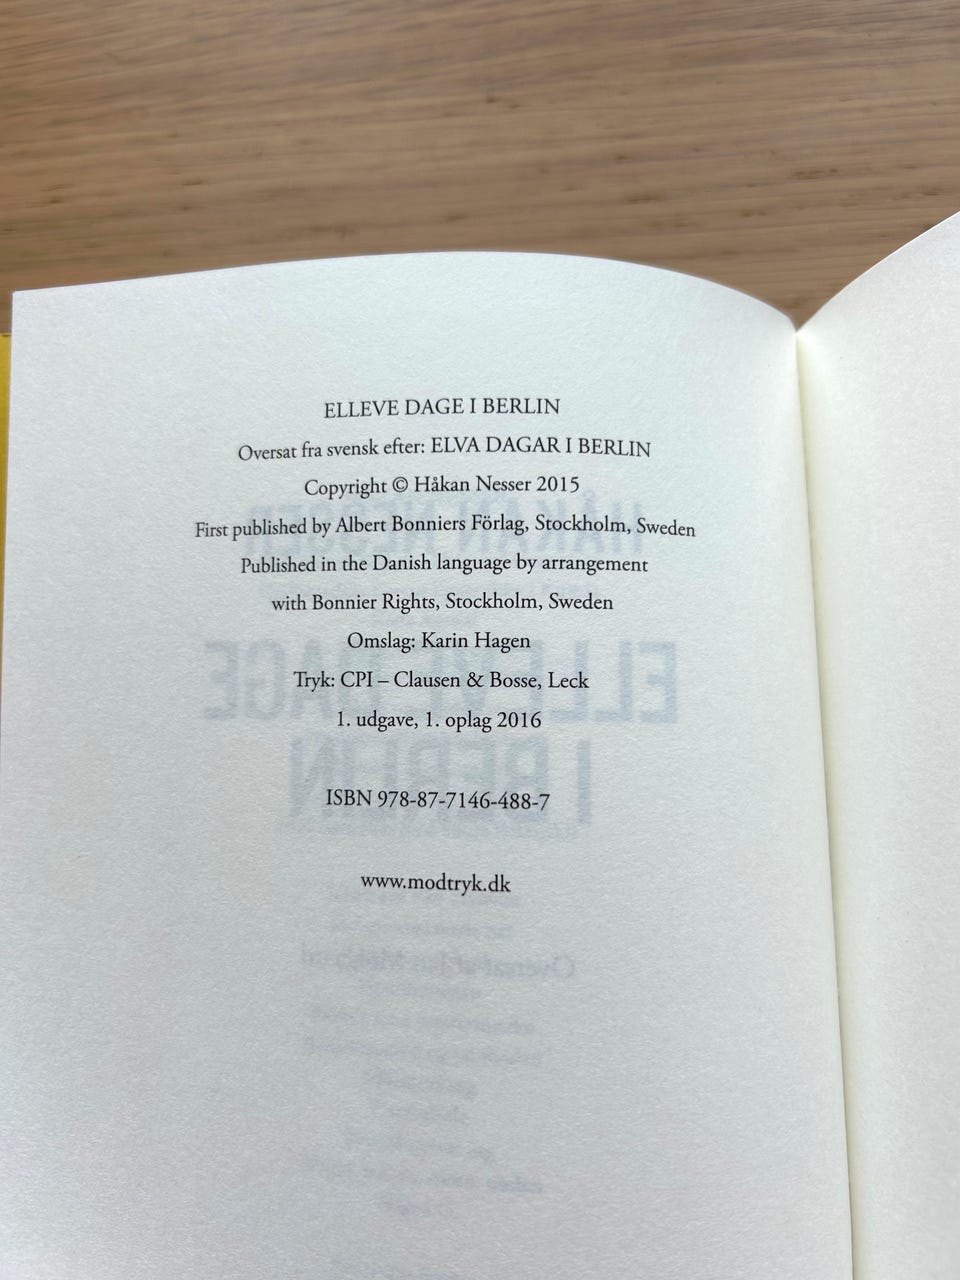 ELLEVE DAGE I BERLIN
Oversat fra svensk efter: ELVA DAGAR I BERLIN
Copyright © Håkan Nesser 2015
First published by Albert Bonniers Förlag, Stockholm, Sweden
Published in the Danish language by arrangement
with Bonnier Rights, Stockholm, Sweden
Omslag: Karin Hagen
Tryk: CPI – Clausen & Bosse, Leck
1. udgave, 1. oplag 2016
ISBN 978-87-7146-488-7
www.modtryk.dk